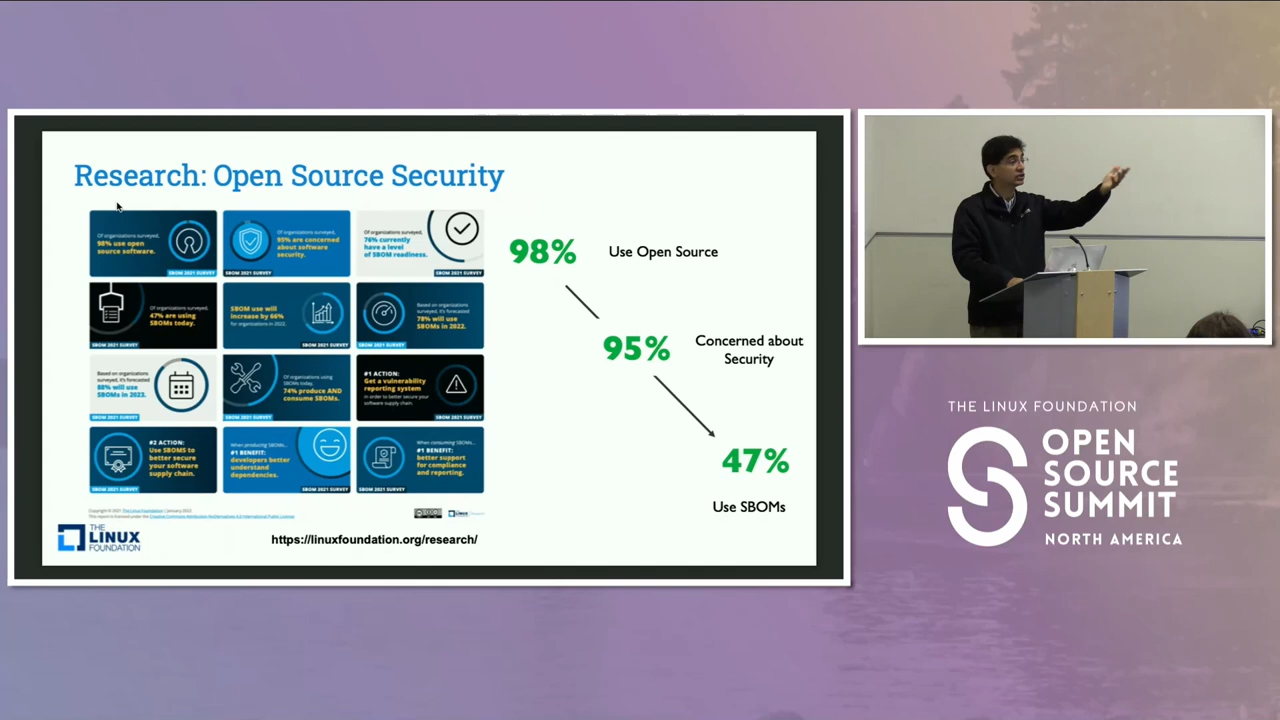 Research: Open Source Security
Of organizations surveyed,
98% use open
source software.
SBOM 2021 SURVEY
Of organizations surveyed,
95% are concerned
about software
security.
SBOM 2021 SURVEY
Of organizations surveyed,
76% currently
have a level
of SBOM readiness.
SBOM 2021 SURVEY
Of organizations surveyed,
47% are using
SBOMs today.
SBOM 2021 SURVEY
SBOM use will
increase by 66%
for organizations in 2022.
SBOM 2021 SURVEY
Based on organizations
surveyed, it's forecasted
78% will use
SBOMs in 2022.
SBOM 2021 SURVEY
Based on organizations
surveyed, it's forecasted
88% will use
SBOMs in 2023.
SBOM 2021 SURVEY
Of organizations using
SBOMs today,
74% produce AND
consume SBOMs.
SBOM 2021 SURVEY
#1 ACTION:
Get a vulnerability
reporting system
in order to better secure your
software supply chain.
SBOM 2021 SURVEY
#2 ACTION:
Use SBOMS to
better secure
your software
supply chain.
SBOM 2021 SURVEY
When producing SBOMs...
#1 BENEFIT:
developers better
understand
dependencies.
SBOM 2021 SURVEY
When consuming SBOMs...
#1 BENEFIT:
better support
for compliance
and reporting.
SBOM 2021 SURVEY
98%
Use Open Source
95%
Concerned about
Security
47%
Use SBOMs
Copyright © 2021 The Linux Foundation | January 2022
This report is licensed under the Creative Commons Attribution-NoDerivatives 4.0 International Public License
THE
LINUX
FOUNDATION
https://linuxfoundation.org/research/
THE LINUX FOUNDATION
OPEN
SOURCE
SUMMIT
NORTH AMERICA